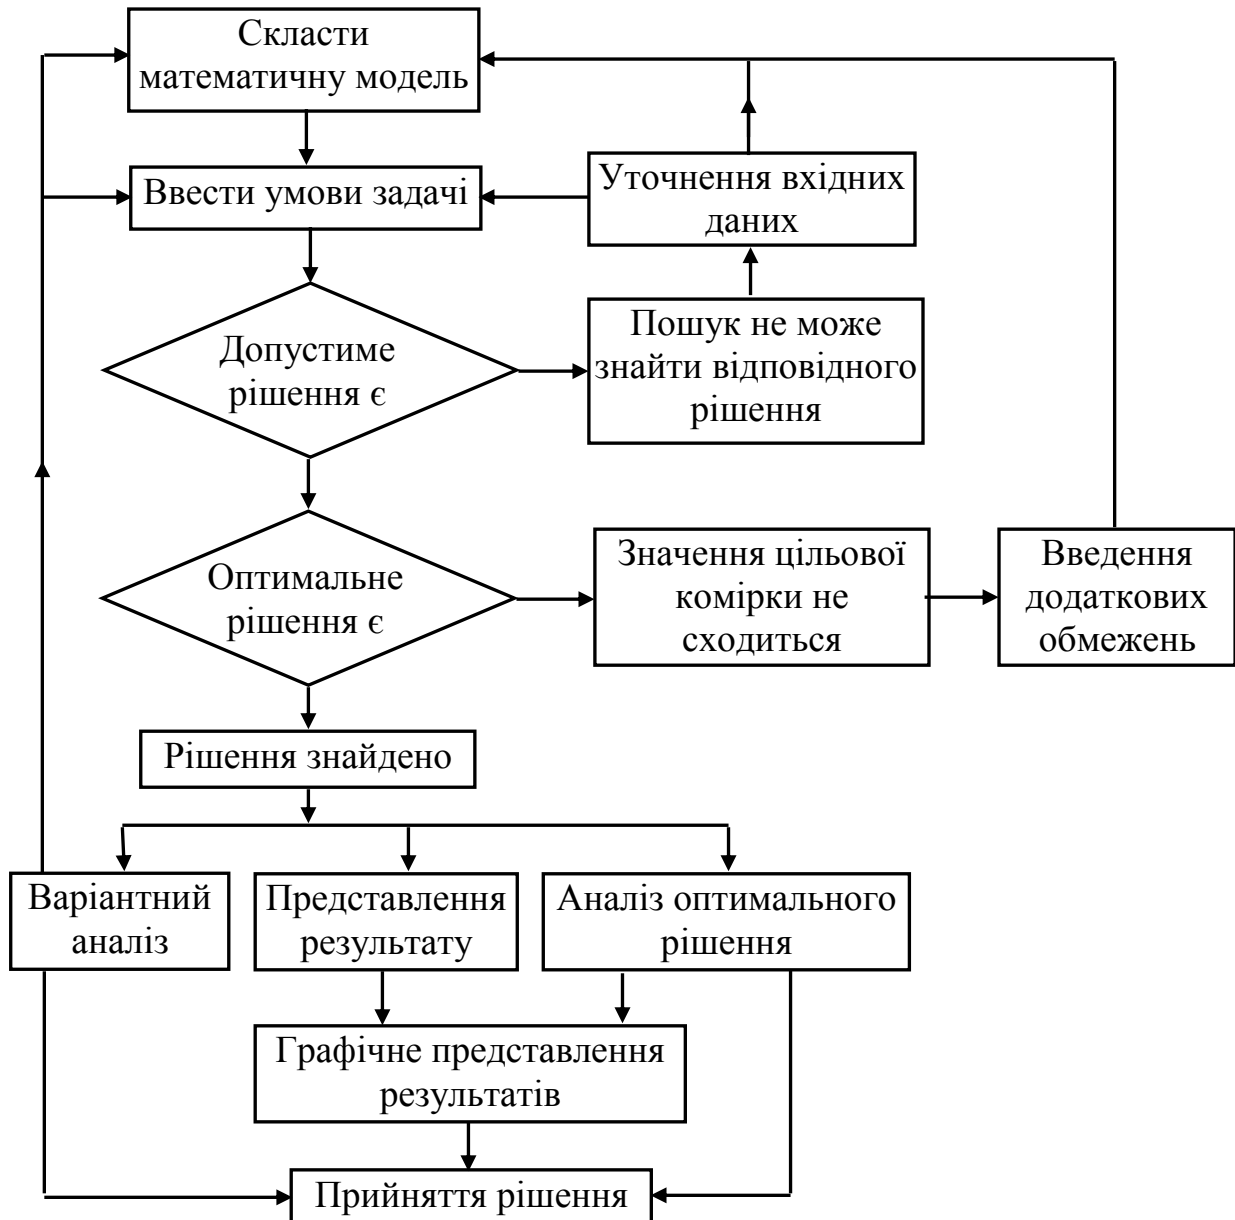 Скласти
математичну модель
Ввести умови задачі
Уточнення вхідних
даних
Допустиме
рішення є
Пошук не може
знайти відповідного
рішення
Оптимальне
рішення є
Значення цільової
комірки не
сходиться
Введення
додаткових
обмежень
Рішення знайдено
Варіантний
аналіз
Представлення
результату
Аналіз оптимального
рішення
Графічне представлення
результатів
Прийняття рішення